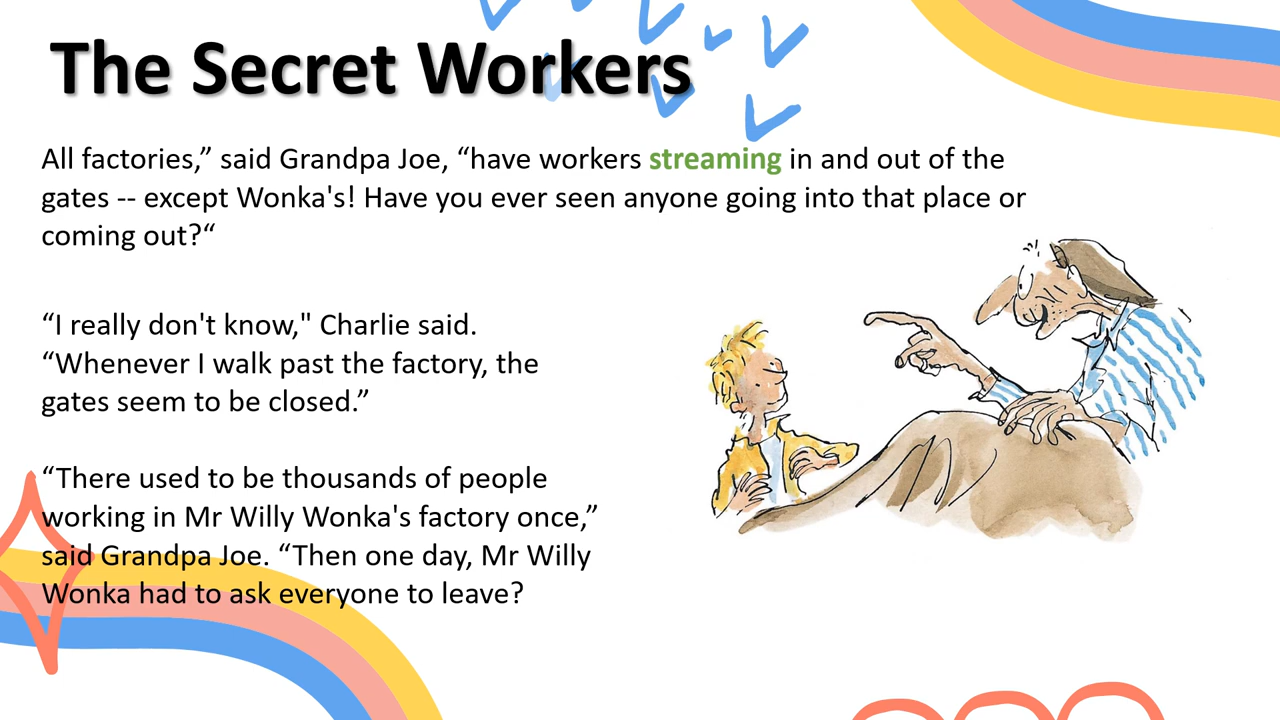 The Secret Workers
All factories,” said Grandpa Joe, “have workers streaming in and out of the
gates -- except Wonka's! Have you ever seen anyone going into that place or
coming out?“
“I really don't know," Charlie said.
“Whenever I walk past the factory, the
gates seem to be closed.”
“There used to be thousands of people
working in Mr Willy Wonka's factory once,”
said Grandpa Joe. “Then one day, Mr Willy
Wonka had to ask everyone to leave?